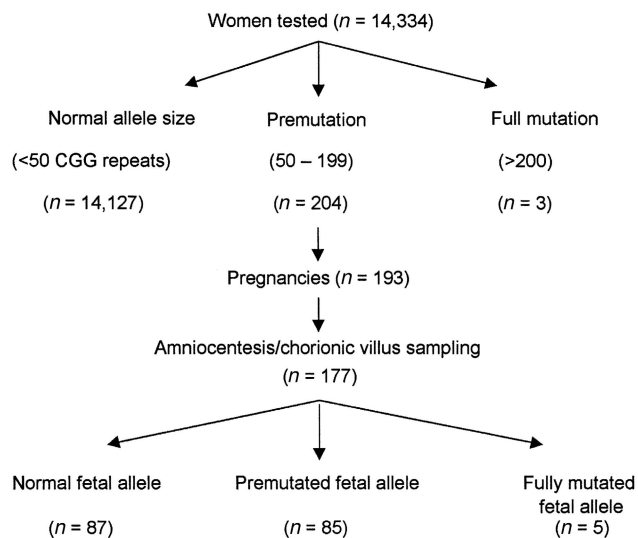 Women tested (n = 14,334)
Normal allele size
(<50 CGG repeats)
(n = 14,127)
Premutation
(50 – 199)
(n = 204)
Full mutation
(>200)
(n = 3)
Pregnancies (n = 193)
Amniocentesis/chorionic villus sampling
(n = 177)
Normal fetal allele
(n = 87)
Premutated fetal allele
(n = 85)
Fully mutated
fetal allele
(n = 5)